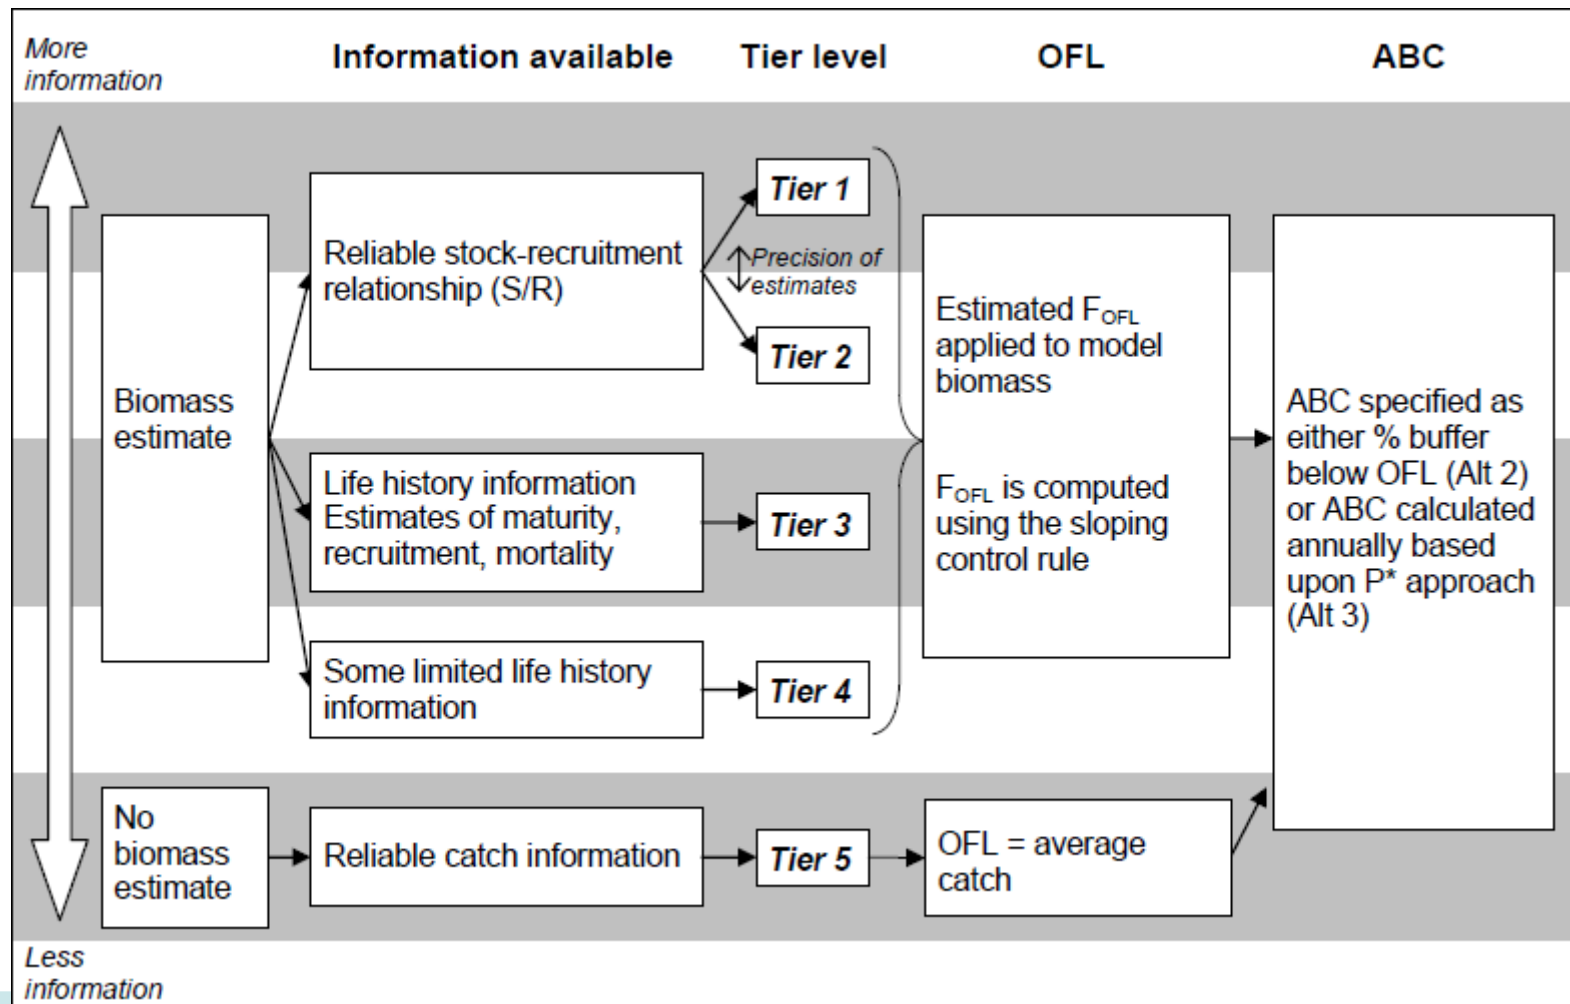 More
information
Information available
Tier level
OFL
ABC
Biomass
estimate
Reliable stock-recruitment
relationship (S/R)
Tier 1
Precision of
estimates
Tier 2
Life history information
Estimates of maturity,
recruitment, mortality
Tier 3
Some limited life history
information
Tier 4
Estimated FOFL
applied to model
biomass
FOFL is computed
using the sloping
control rule
ABC specified as
either % buffer
below OFL (Alt 2)
or ABC calculated
annually based
upon P* approach
(Alt 3)
No
biomass
estimate
Reliable catch information
Tier 5
OFL = average
catch
Less
information